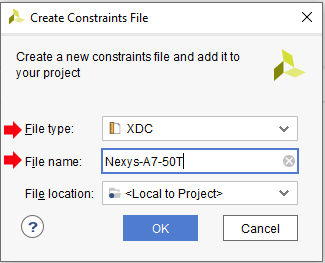 Create Constraints File
Create a new constraints file and add it to
your project
File type: XDC
File name: Nexys-A7-50T
File location: <Local to Project>
? OK Cancel